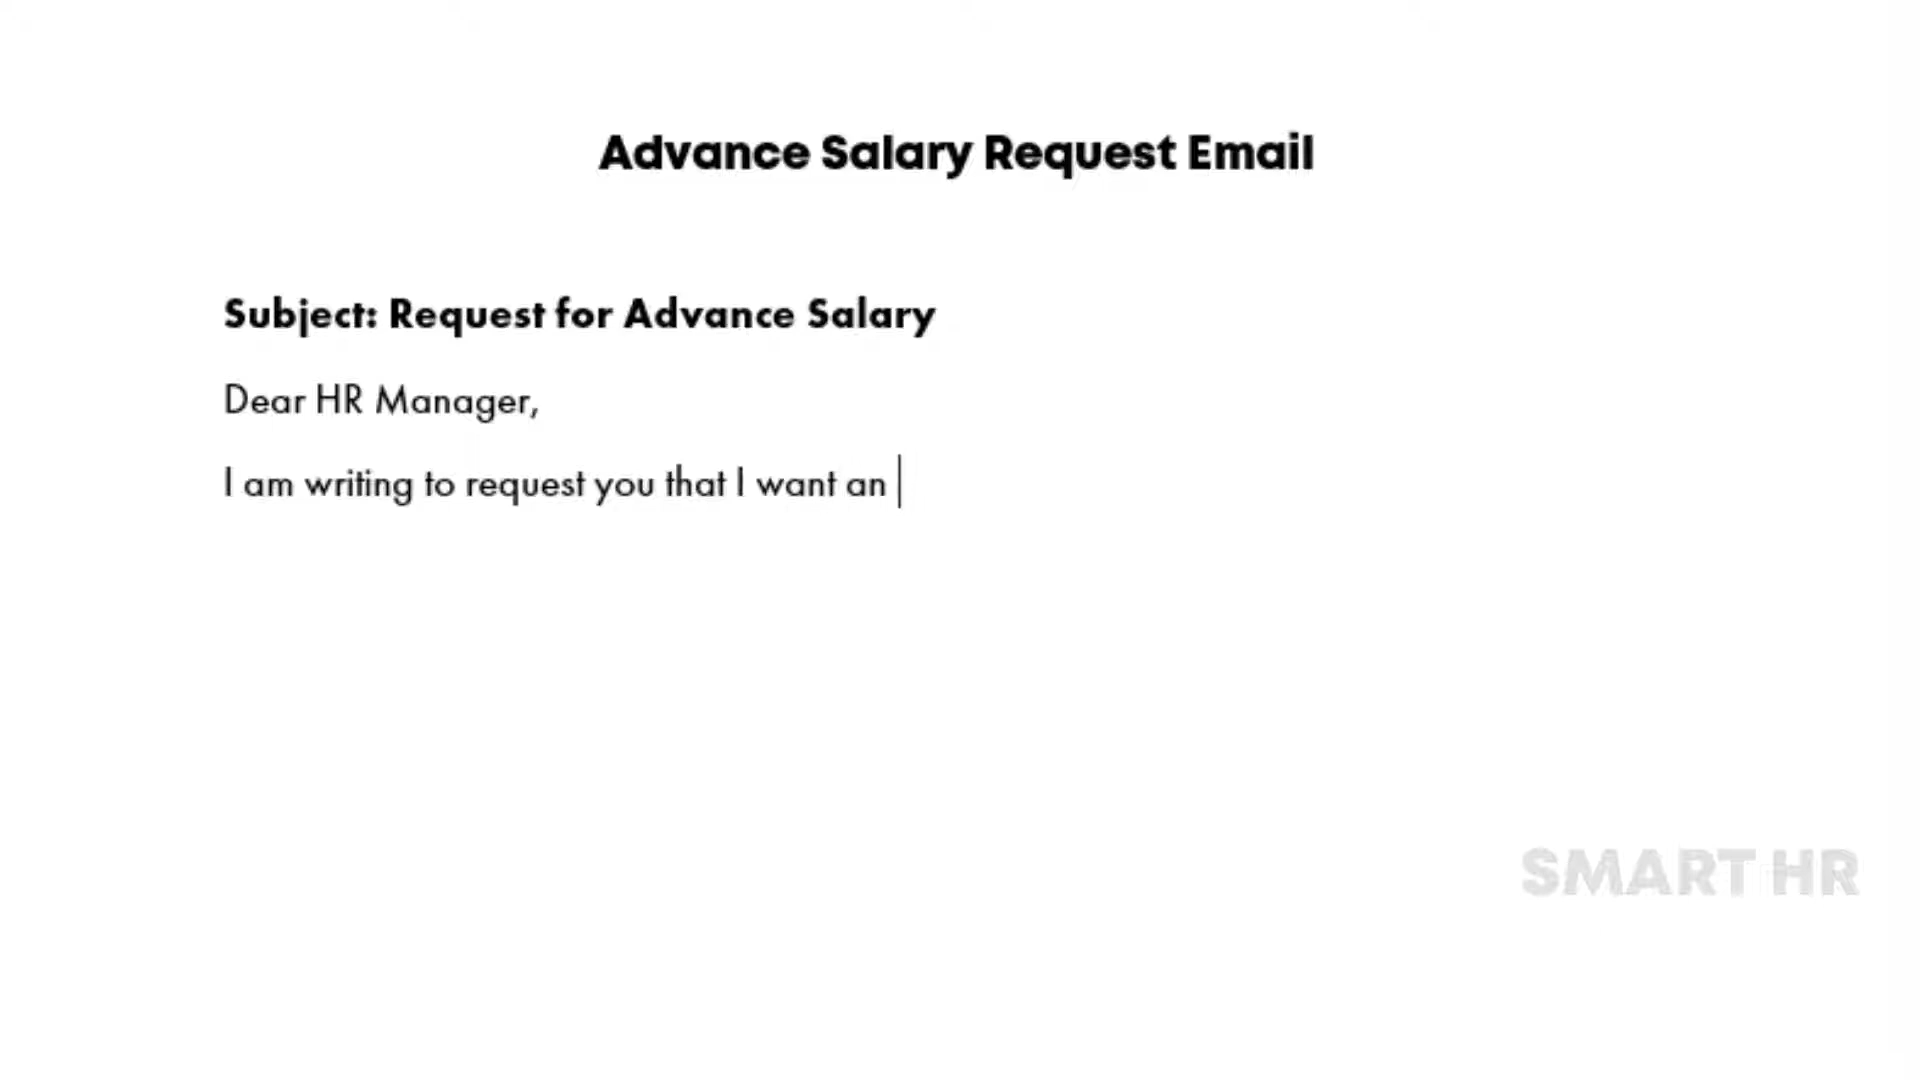 Advance Salary Request Email
Subject: Request for Advance Salary
Dear HR Manager,
I am writing to request you that I want an
SMART HR